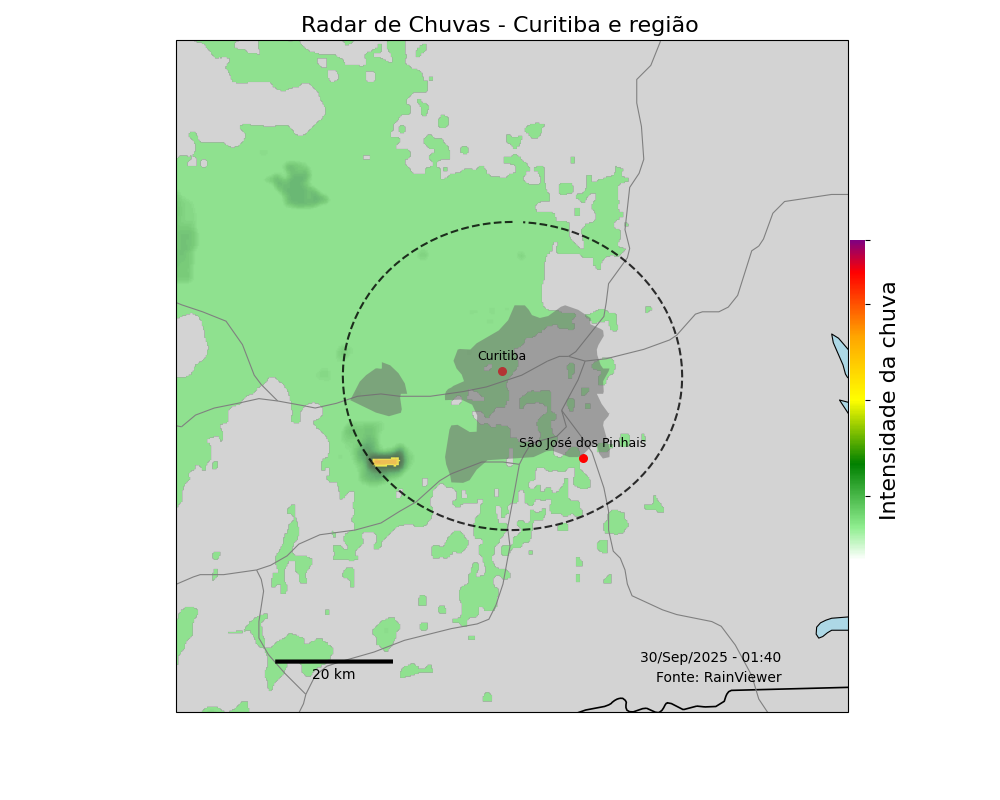 Radar de Chuvas - Curitiba e região
Curitiba
São José dos Pinhais
Intensidade da chuva
30/Sep/2025 - 01:40
Fonte: RainViewer
20 km